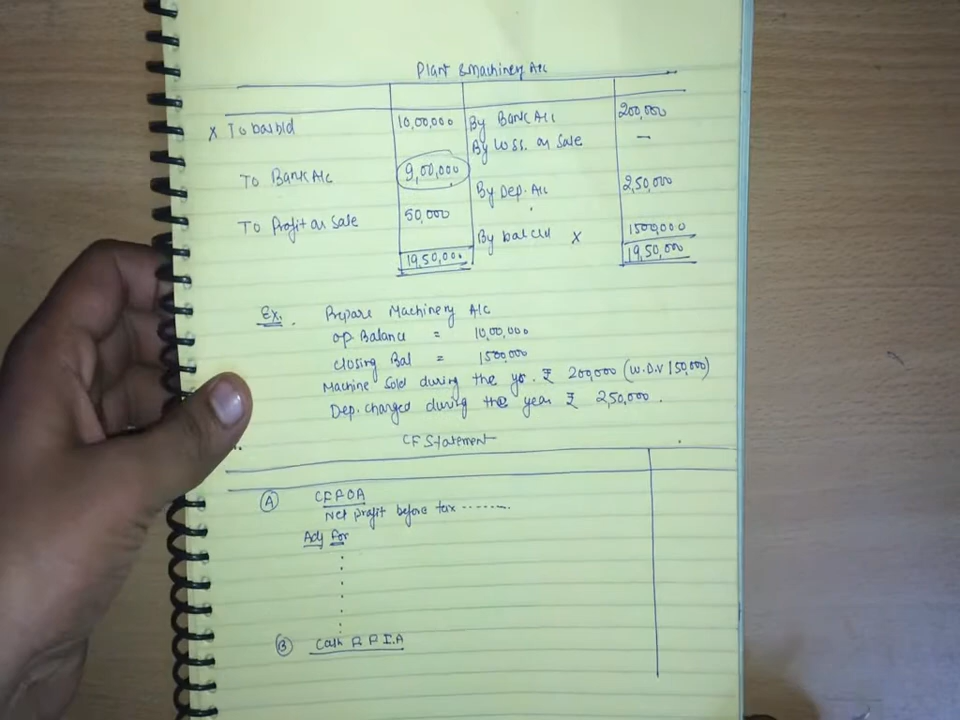 Plant & Machinery A/c
x To bal b/d 10,00,000 By Bank A/c 200,000
By Loss on Sale —
To Bank A/c 9,00,000
By Dep. A/c 2,50,000
To Profit on Sale 50,000
By bal c/d x 1500,000
19,50,000 19,50,000
Ex. Prepare Machinery A/c
op Balance = 10,00,000
closing Bal = 1500,000
Machine Sold during the yr. ₹ 200,000 (W.D.V 150,000)
Dep. charged during the year ₹ 2,50,000.
CF Statement
(A) CFFOA
Net profit before tax ........
Adj for
(B) Cash F. F I.A